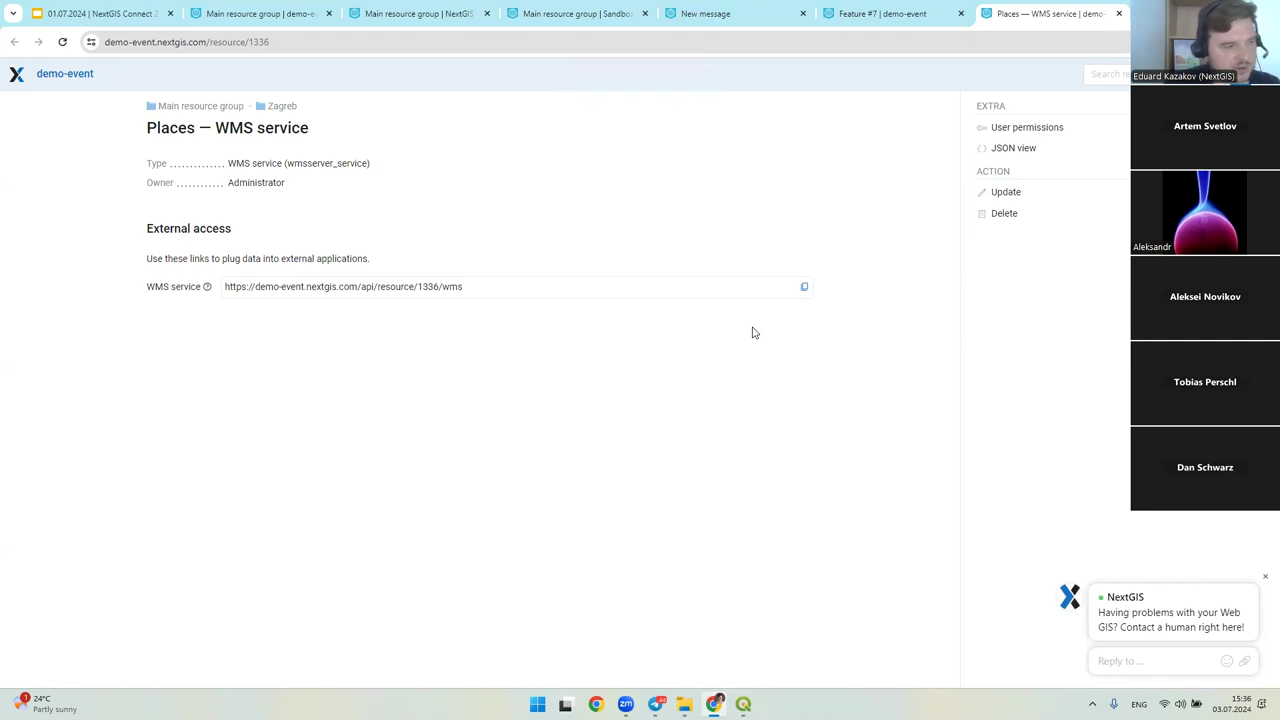 01.07.2024 | NextGIS Connect 2
Main resource group | demo-e
Main resource group | NextGIS
Main resource group | Sandbo
New message
Feature #7 | demo-event
Places — WMS service | demo-
demo-event.nextgis.com/resource/1336
demo-event
Search re
Main resource group
Zagreb
Places — WMS service
Type .............. WMS service (wmsserver_service)
Owner ............ Administrator
External access
Use these links to plug data into external applications.
WMS service
https://demo-event.nextgis.com/api/resource/1336/wms
EXTRA
User permissions
JSON view
ACTION
Update
Delete
Eduard Kazakov (NextGIS)
Artem Svetlov
Aleksandr
Aleksei Novikov
Tobias Perschl
Dan Schwarz
NextGIS
Having problems with your Web
GIS? Contact a human right here!
Reply to ...
1
24°C
Partly sunny
44
ENG
15:36
03.07.2024